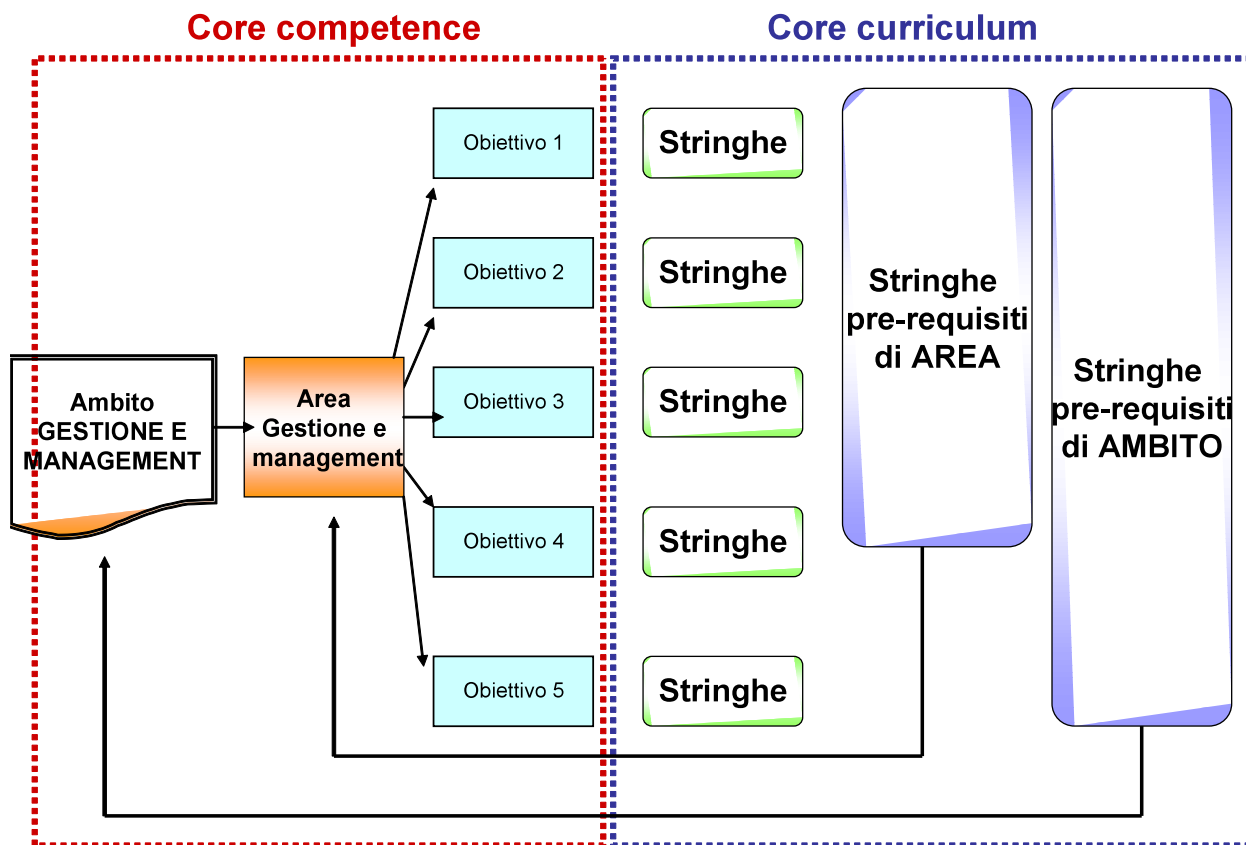 Core competence
Core curriculum
Obiettivo 1
Stringhe
Obiettivo 2
Stringhe
Stringhe
pre-requisiti
di AREA
Ambito
GESTIONE E
MANAGEMENT
Area
Gestione e
management
Obiettivo 3
Stringhe
Stringhe
pre-requisiti
di AMBITO
Obiettivo 4
Stringhe
Obiettivo 5
Stringhe